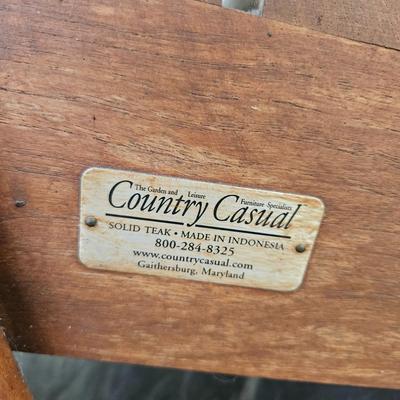 The Garden and Leisure Furniture Specialists
Country Casual
SOLID TEAK • MADE IN INDONESIA
800-284-8325
www.countrycasual.com
Gaithersburg, Maryland